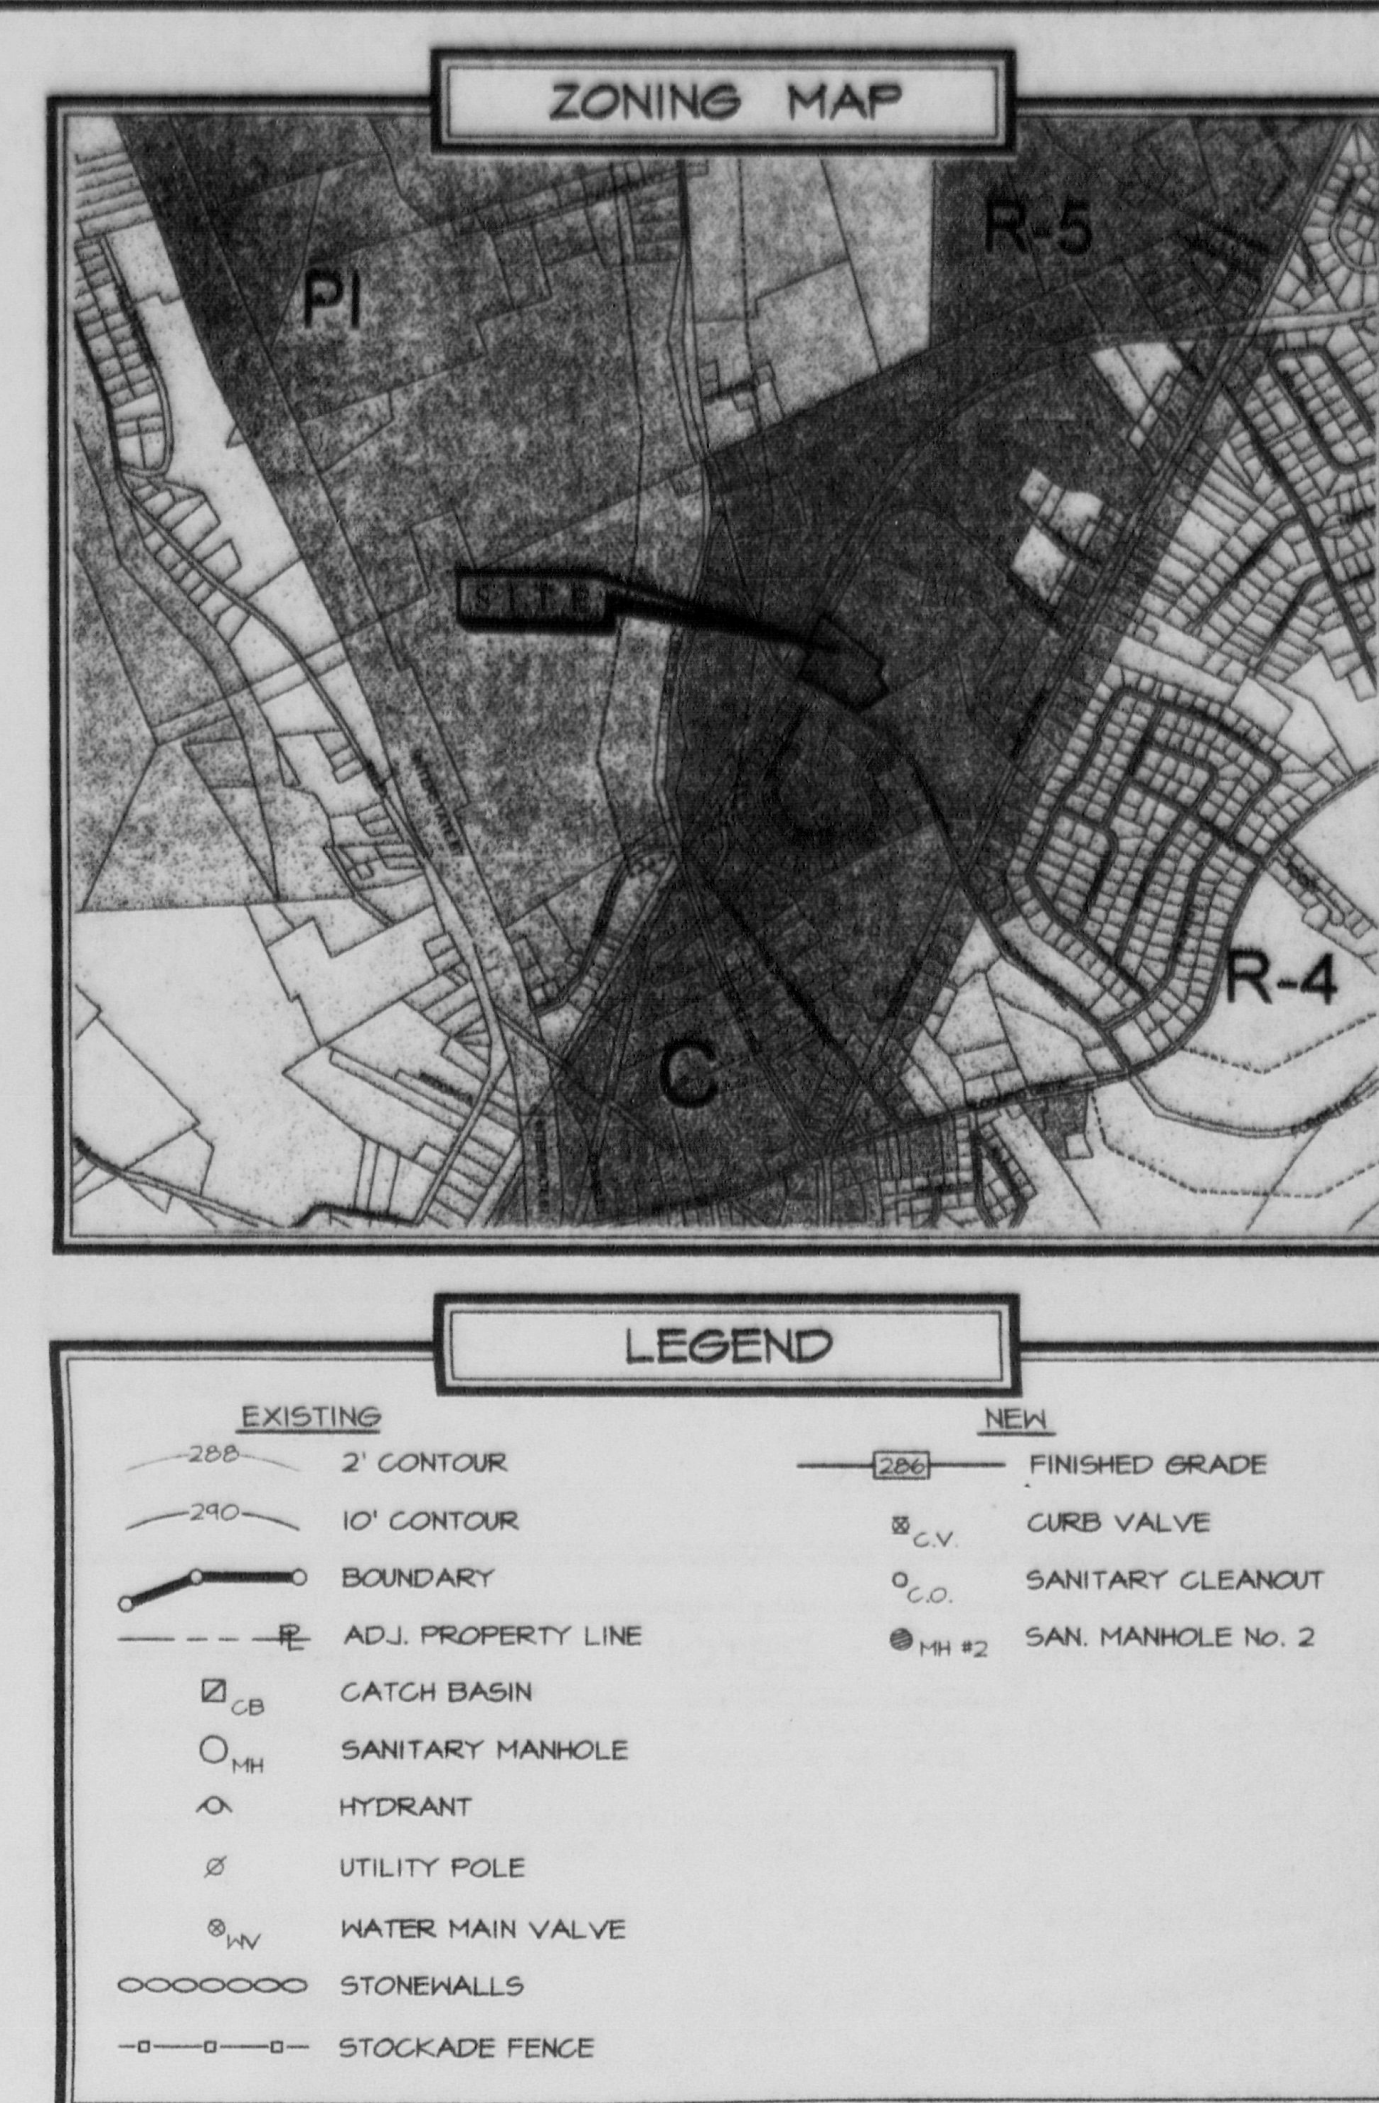 ZONING MAP
R-5
PI
SITE
R-4
C
LEGEND
EXISTING
288 2' CONTOUR
290 10' CONTOUR
BOUNDARY
PL ADJ. PROPERTY LINE
CB CATCH BASIN
MH SANITARY MANHOLE
HYDRANT
UTILITY POLE
WV WATER MAIN VALVE
STONEWALLS
STOCKADE FENCE
NEW
286 FINISHED GRADE
C.V. CURB VALVE
C.O. SANITARY CLEANOUT
MH #2 SAN. MANHOLE No. 2